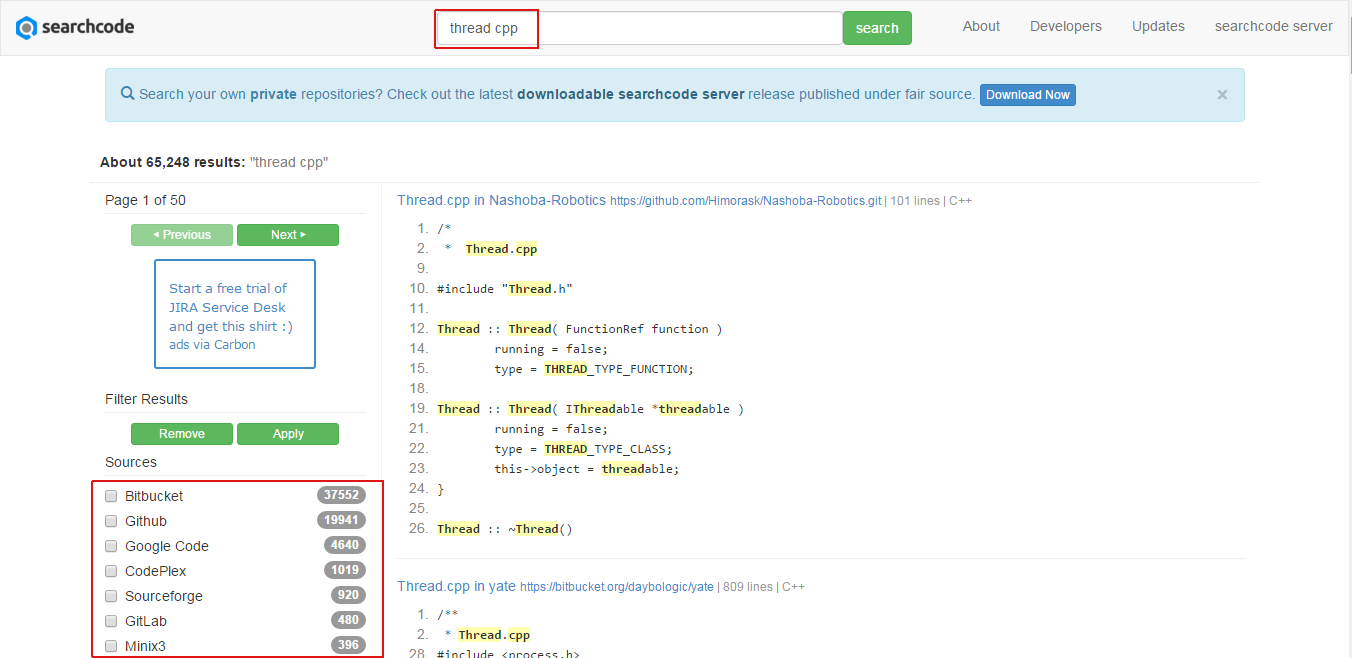 searchcode
thread cpp
search
About Developers Updates searchcode server
Search your own private repositories? Check out the latest downloadable searchcode server release published under fair source. Download Now ×
About 65,248 results: "thread cpp"
Page 1 of 50
◂ Previous Next ▸
Start a free trial of
JIRA Service Desk
and get this shirt :)
ads via Carbon
Filter Results
Remove Apply
Sources
Bitbucket 37552
Github 19941
Google Code 4640
CodePlex 1019
Sourceforge 920
GitLab 480
Minix3 396
Thread.cpp in Nashoba-Robotics https://github.com/Himorask/Nashoba-Robotics.git | 101 lines | C++
1. /*
2. * Thread.cpp
9.
10. #include "Thread.h"
11.
12. Thread :: Thread( FunctionRef function )
14. running = false;
15. type = THREAD_TYPE_FUNCTION;
18.
19. Thread :: Thread( IThreadable *threadable )
21. running = false;
22. type = THREAD_TYPE_CLASS;
23. this->object = threadable;
24. }
25.
26. Thread :: ~Thread()
Thread.cpp in yate https://bitbucket.org/daybologic/yate | 809 lines | C++
1. /**
2. * Thread.cpp
28. #include <process.h>